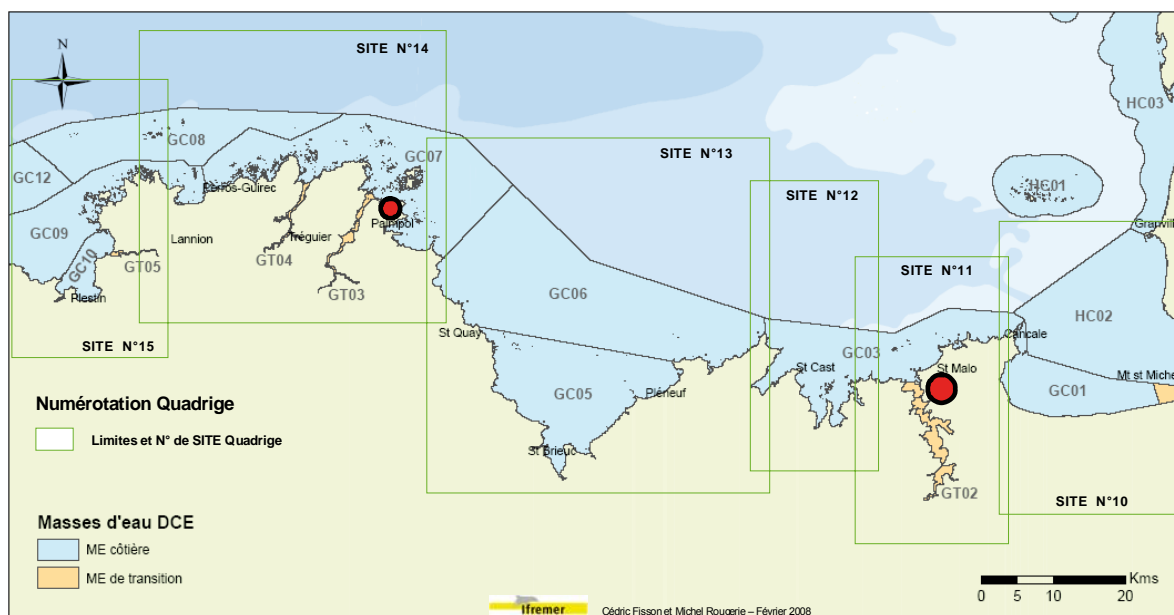 N
SITE N°14
HC03
GC08
GC07
SITE N°13
GC12
Perros-Guirec
SITE N°12
HC01
Paimpol
Granvill
GC09
Lannion
Tréguier
GC10
GT05
GT04
SITE N°11
GT03
Plestin
GC06
HC02
St Quay
Cancale
SITE N°15
GC03
St Cast
St Malo
Mt st Miche
GC05
Plérieuf
GC01
Numérotation Quadrige
Limites et N° de SITE Quadrige
St Brieuc
GT02
SITE N°10
Masses d'eau DCE
ME côtière
ME de transition
Kms
0 5 10 20
Ifremer
Cédric Fisson et Michel Rougerie – Février 2008